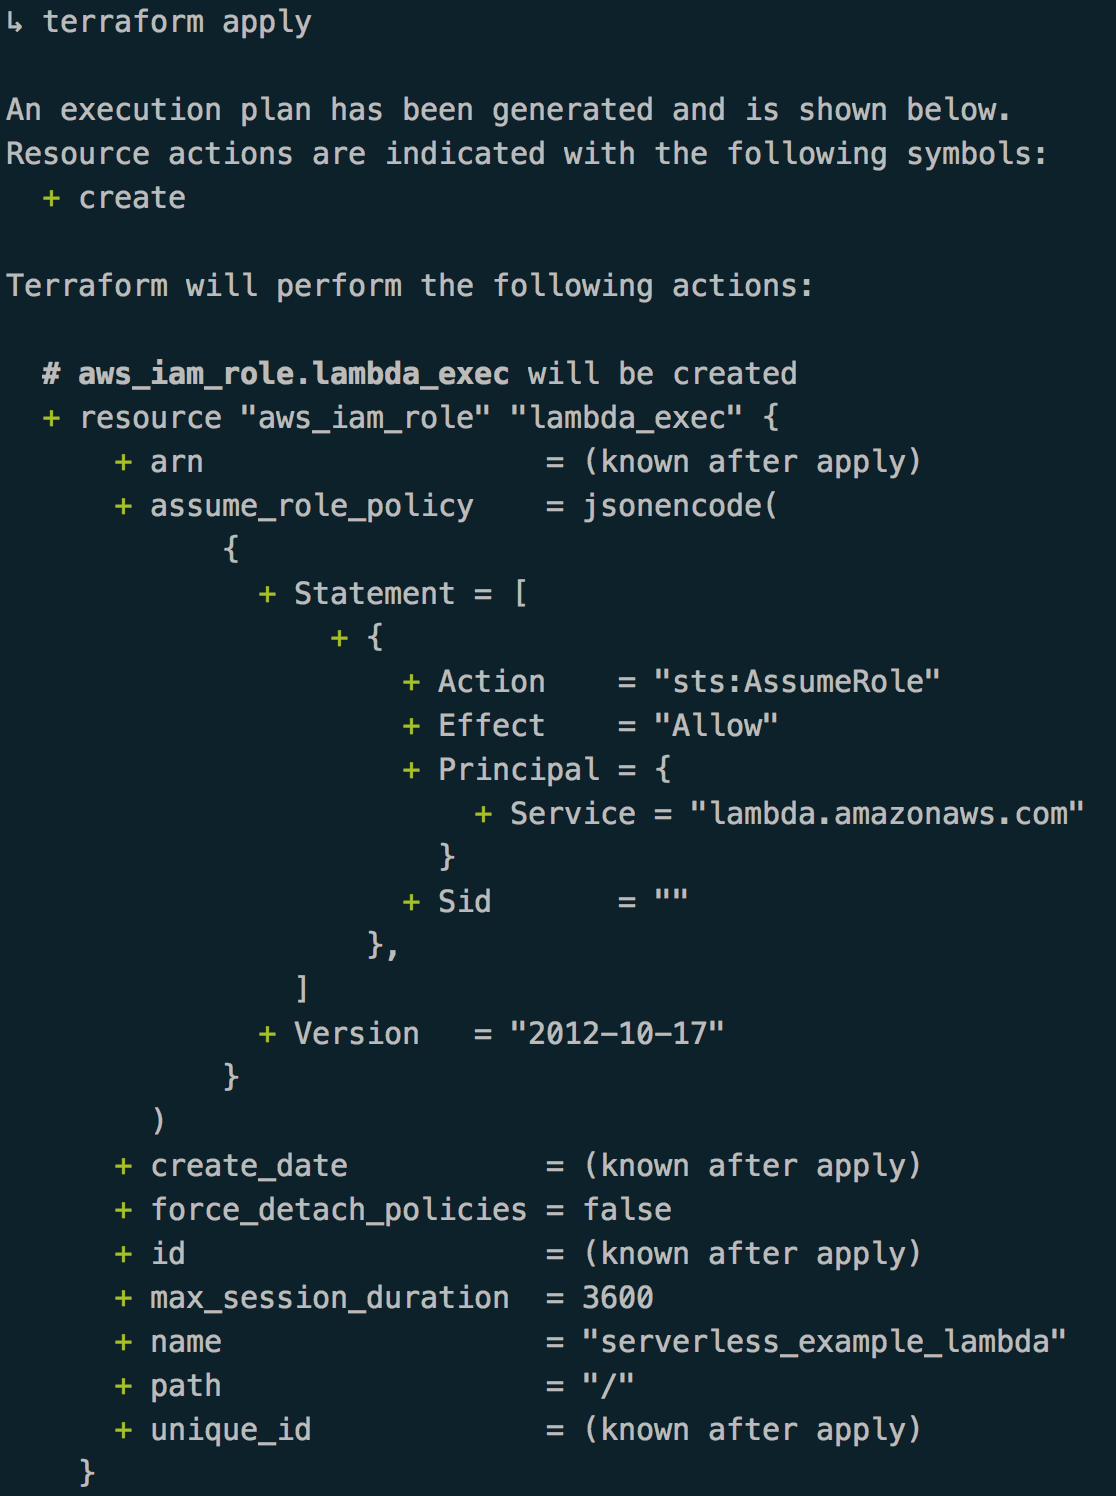 ↳ terraform apply
An execution plan has been generated and is shown below.
Resource actions are indicated with the following symbols:
  + create
Terraform will perform the following actions:
  # aws_iam_role.lambda_exec will be created
  + resource "aws_iam_role" "lambda_exec" {
      + arn                   = (known after apply)
      + assume_role_policy    = jsonencode(
            {
              + Statement = [
                  + {
                      + Action    = "sts:AssumeRole"
                      + Effect    = "Allow"
                      + Principal = {
                          + Service = "lambda.amazonaws.com"
                        }
                      + Sid       = ""
                    },
                ]
              + Version   = "2012-10-17"
            }
        )
      + create_date           = (known after apply)
      + force_detach_policies = false
      + id                    = (known after apply)
      + max_session_duration  = 3600
      + name                  = "serverless_example_lambda"
      + path                  = "/"
      + unique_id             = (known after apply)
    }